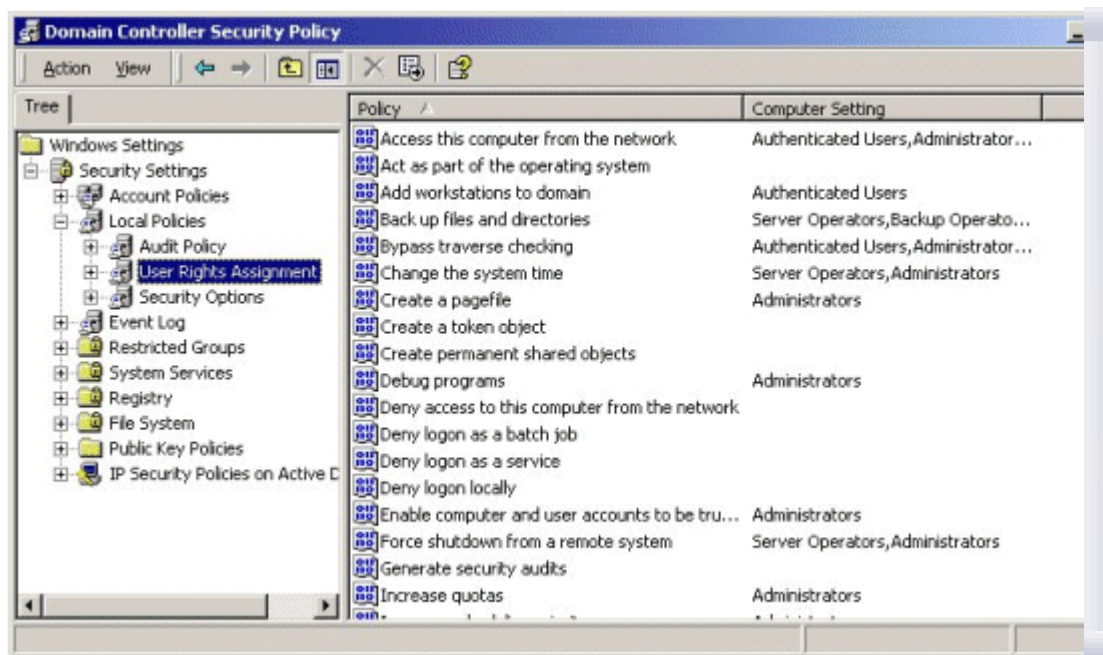 Domain Controller Security Policy
Action View
Tree
Policy Computer Setting
Windows Settings
Security Settings
Account Policies
Local Policies
Audit Policy
User Rights Assignment
Security Options
Event Log
Restricted Groups
System Services
Registry
File System
Public Key Policies
IP Security Policies on Active D
Access this computer from the network Authenticated Users,Administrator...
Act as part of the operating system
Add workstations to domain Authenticated Users
Back up files and directories Server Operators,Backup Operato...
Bypass traverse checking Authenticated Users,Administrator...
Change the system time Server Operators,Administrators
Create a pagefile Administrators
Create a token object
Create permanent shared objects
Debug programs Administrators
Deny access to this computer from the network
Deny logon as a batch job
Deny logon as a service
Deny logon locally
Enable computer and user accounts to be tru... Administrators
Force shutdown from a remote system Server Operators,Administrators
Generate security audits
Increase quotas Administrators